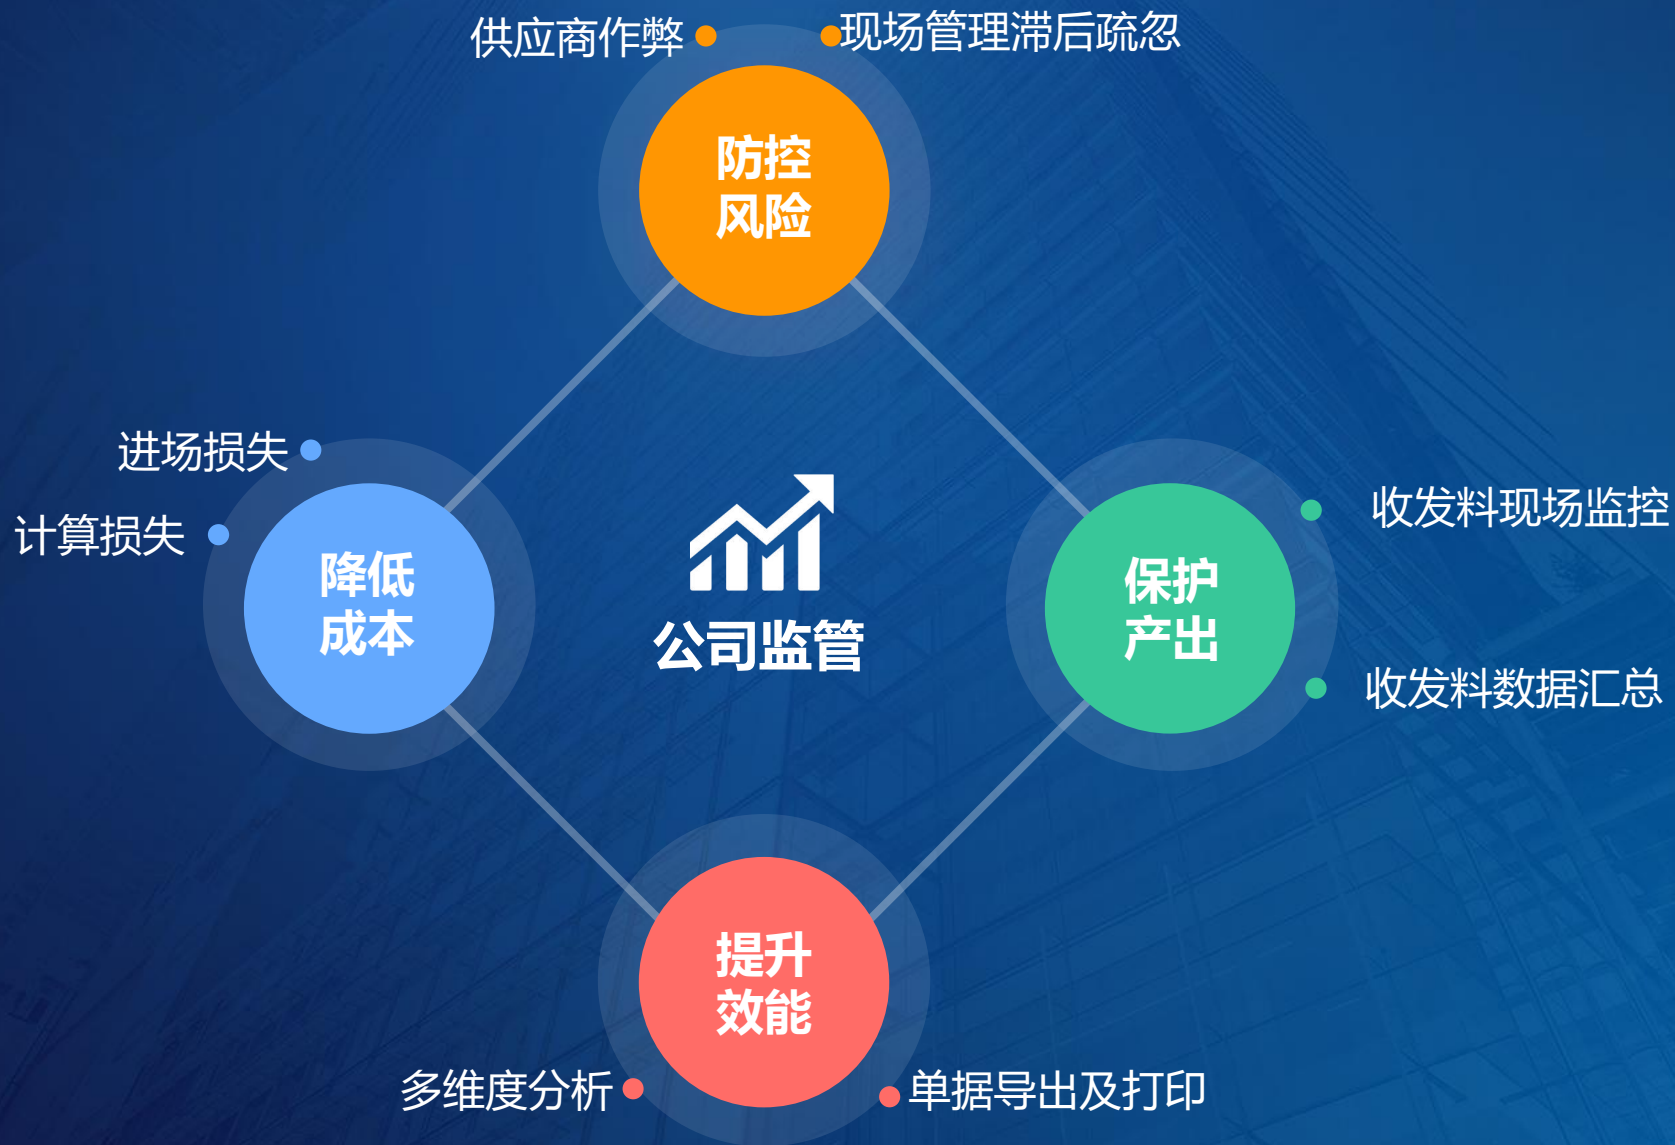 供应商作弊
现场管理滞后疏忽
防控
风险
进场损失
计算损失
降低
成本
公司监管
保护
产出
收发料现场监控
收发料数据汇总
提升
效能
多维度分析
单据导出及打印